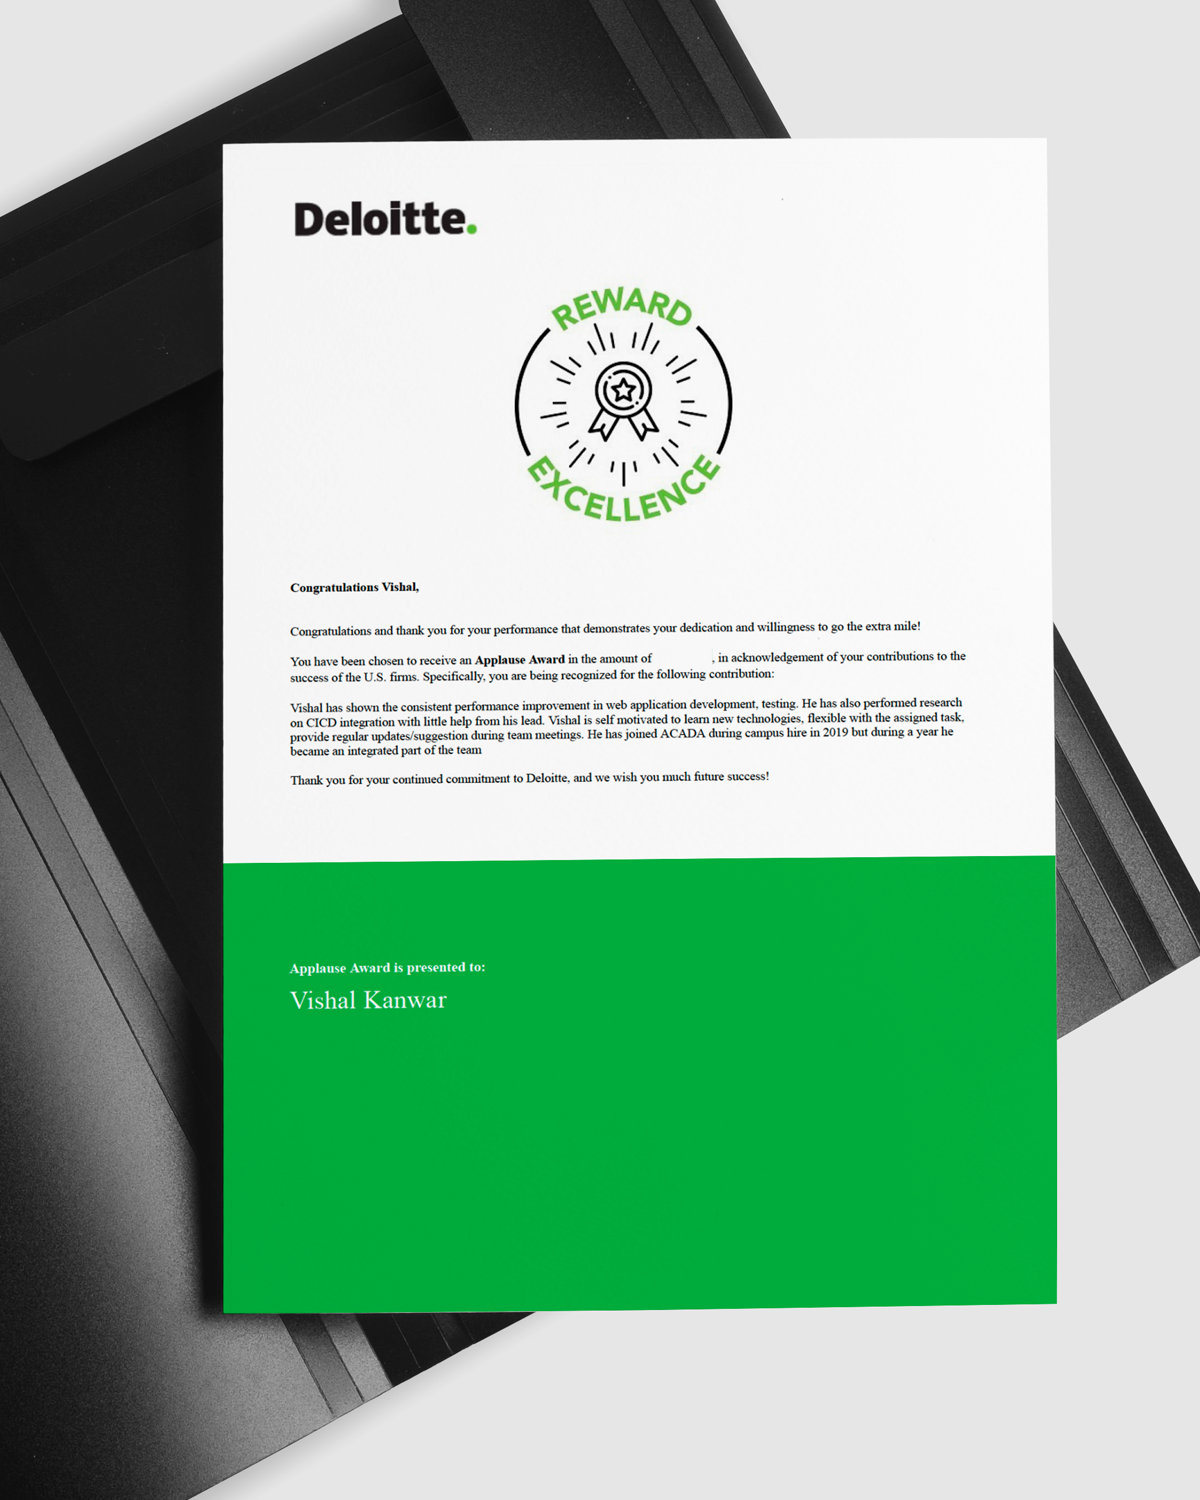 Deloitte.
REWARD
EXCELLENCE
Congratulations Vishal,
Congratulations and thank you for your performance that demonstrates your dedication and willingness to go the extra mile!
You have been chosen to receive an Applause Award in the amount of , in acknowledgement of your contributions to the
success of the U.S. firms. Specifically, you are being recognized for the following contribution:
Vishal has shown the consistent performance improvement in web application development, testing. He has also performed research
on CICD integration with little help from his lead. Vishal is self motivated to learn new technologies, flexible with the assigned task,
provide regular updates/suggestion during team meetings. He has joined ACADA during campus hire in 2019 but during a year he
became an integrated part of the team
Thank you for your continued commitment to Deloitte, and we wish you much future success!
Applause Award is presented to:
Vishal Kanwar